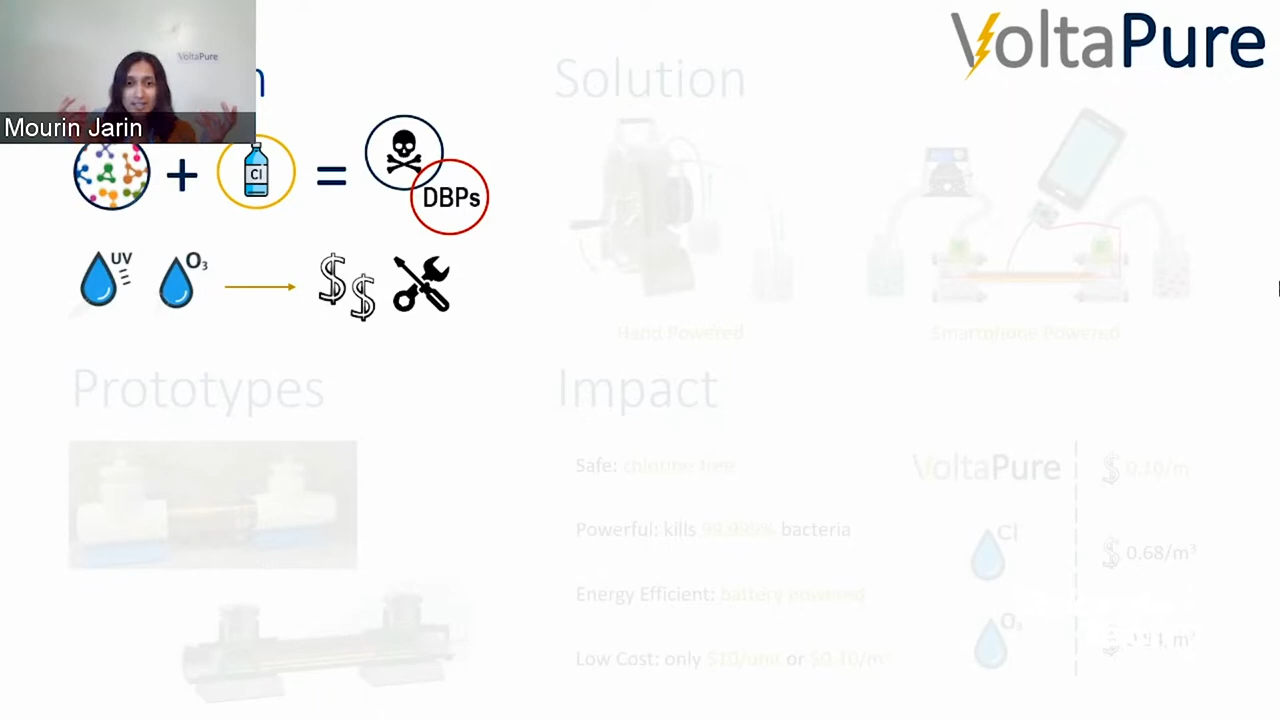 VoltaPure
VoltaPure
Mourin Jarin
n
Solution
Cl
DBPs
UV
O₃
$
$
Hand Powered
Smartphone Powered
Prototypes
Impact
Safe: chlorine-free
Powerful: kills 99.999% bacteria
Energy Efficient: battery powered
Low Cost: only $10/unit or $0.10/m³
VoltaPure
$ 0.10/m
Cl
$ 0.68/m³
O₃